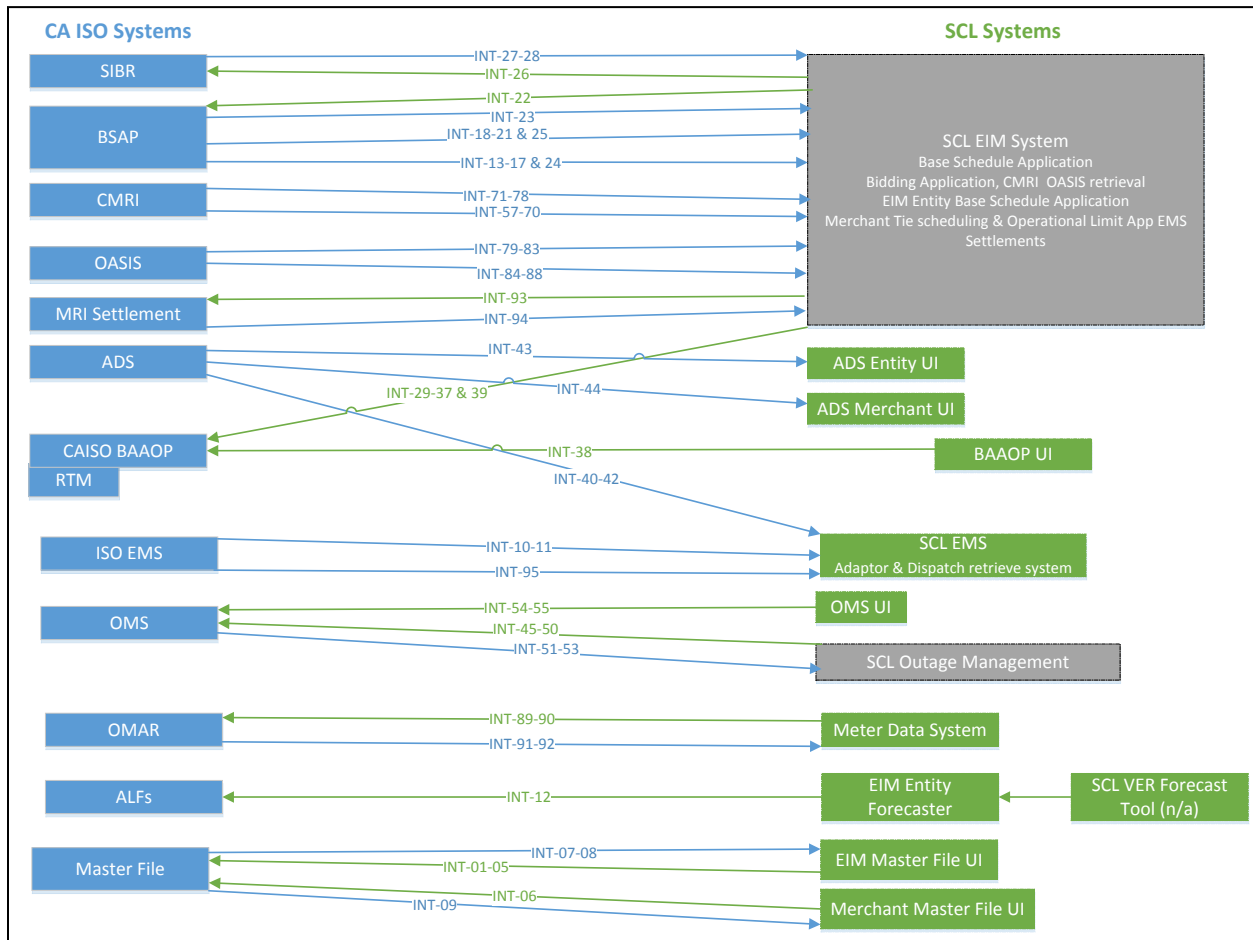 CA ISO Systems
SCL Systems
SIBR
INT-27-28
INT-26
INT-22
BSAP
INT-23
INT-18-21 & 25
INT-13-17 & 24
SCL EIM System
Base Schedule Application
Bidding Application, CMRI OASIS retrieval
EIM Entity Base Schedule Application
Merchant Tie scheduling & Operational Limit App EMS
Settlements
CMRI
INT-71-78
INT-57-70
OASIS
INT-79-83
INT-84-88
MRI Settlement
INT-93
INT-94
ADS
INT-43
ADS Entity UI
INT-29-37 & 39
INT-44
ADS Merchant UI
CAISO BAAOP
INT-38
BAAOP UI
RTM
INT-40-42
ISO EMS
INT-10-11
INT-95
SCL EMS
Adaptor & Dispatch retrieve system
OMS
INT-54-55
OMS UI
INT-45-50
INT-51-53
SCL Outage Management
OMAR
INT-89-90
INT-91-92
Meter Data System
ALFs
INT-12
EIM Entity
Forecaster
SCL VER Forecast
Tool (n/a)
Master File
INT-07-08
INT-01-05
EIM Master File UI
INT-06
INT-09
Merchant Master File UI